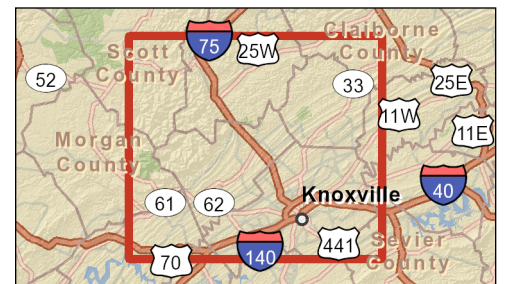 Claiborne
County
Scott
County
75
25W
52
33
25E
11W
11E
Morgan
County
40
Knoxville
61
62
441
Sevier
County
140
70